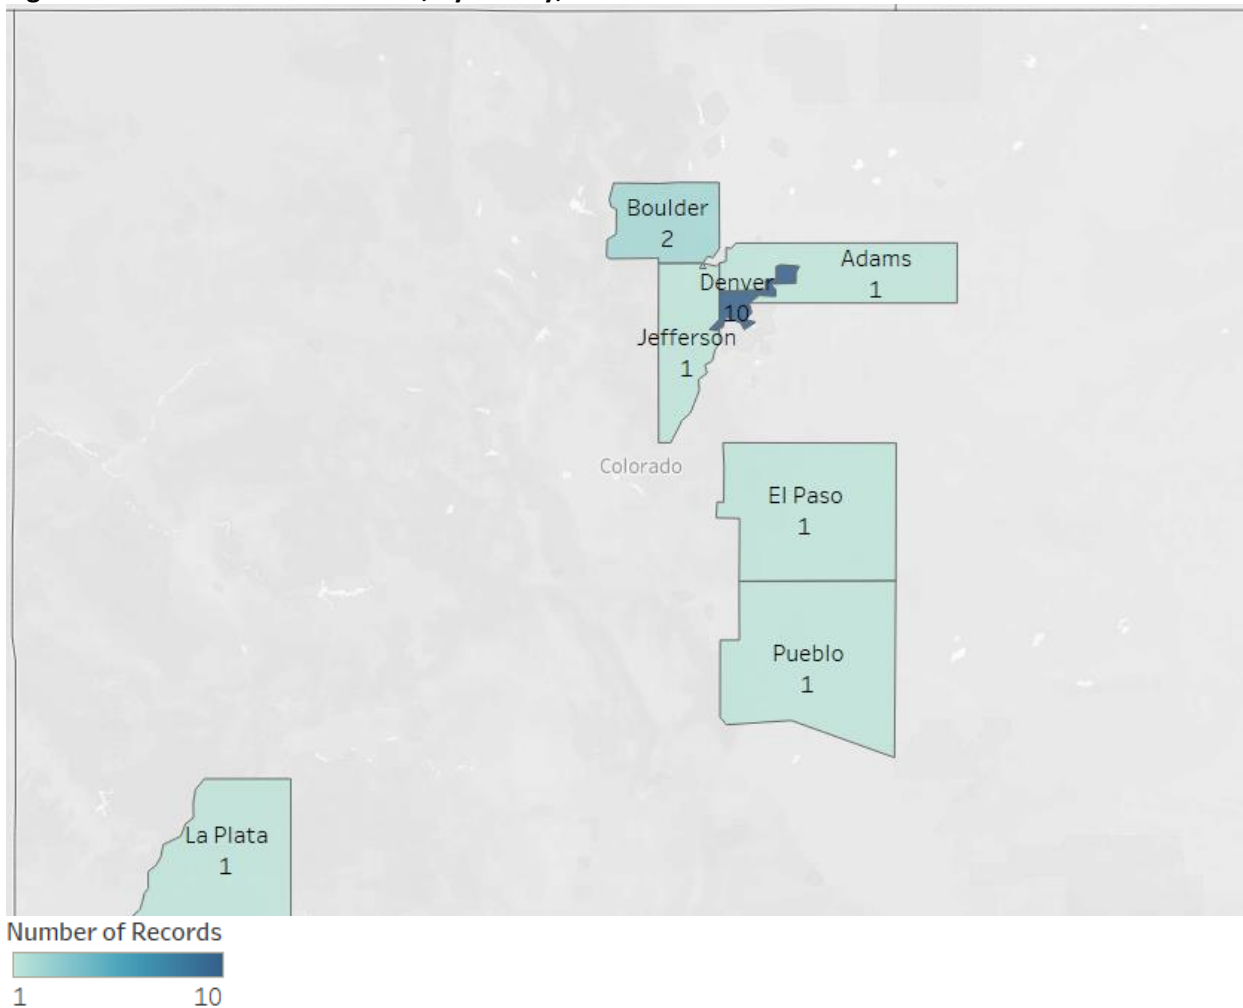 Boulder
2
Adams
1
Denver
10
Jefferson
1
Colorado
El Paso
1
Pueblo
1
La Plata
1
Number of Records
1 10